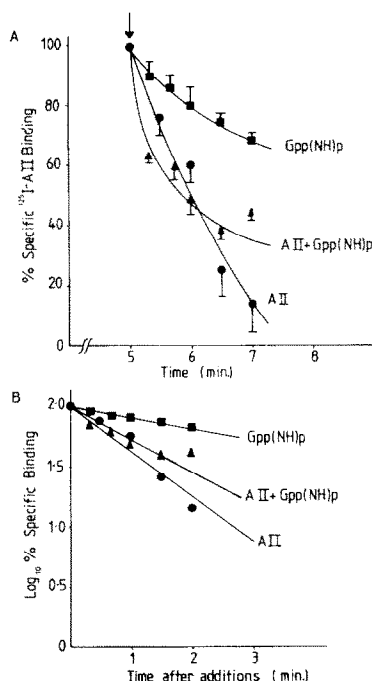 A
% Specific ¹²⁵I-AII Binding
100
80
60
40
20
0
Gpp(NH)p
AII+Gpp(NH)p
AII
5 6 7 8
Time (min.)
B
Log₁₀ % Specific Binding
2·0
1·5
1·0
0·5
0
Gpp(NH)p
AII+Gpp(NH)p
AII
1 2 3
Time after additions (min.)